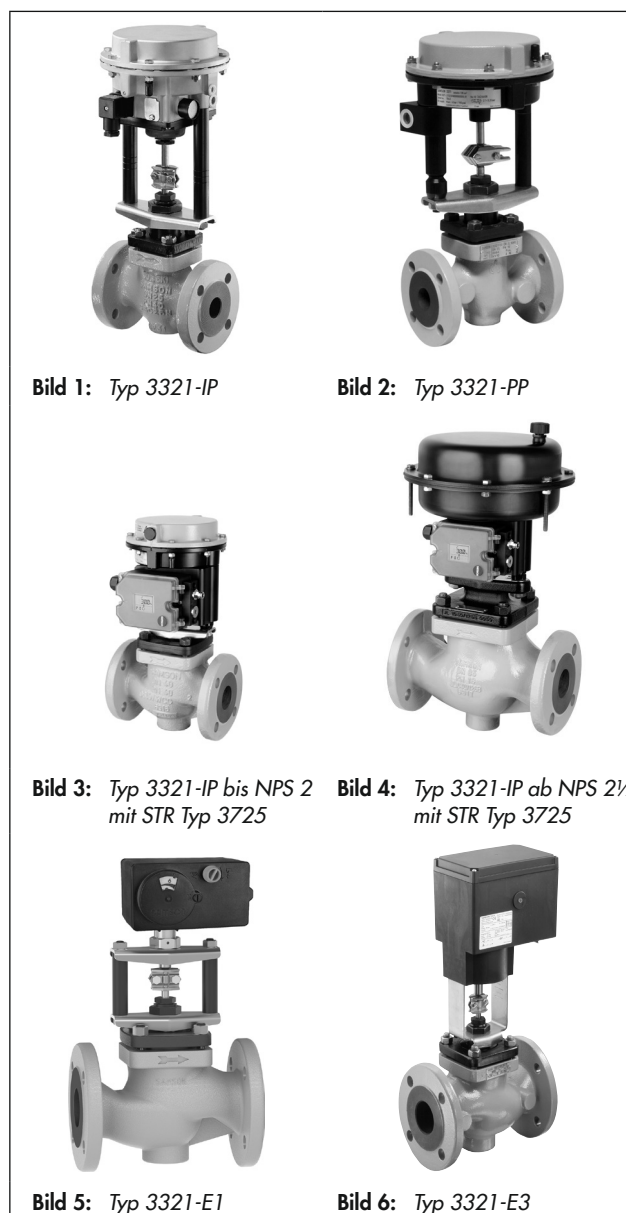 Bild 1: Typ 3321-IP
Bild 2: Typ 3321-PP
Bild 3: Typ 3321-IP bis NPS 2
mit STR Typ 3725
Bild 4: Typ 3321-IP ab NPS 2½
mit STR Typ 3725
Bild 5: Typ 3321-E1
Bild 6: Typ 3321-E3